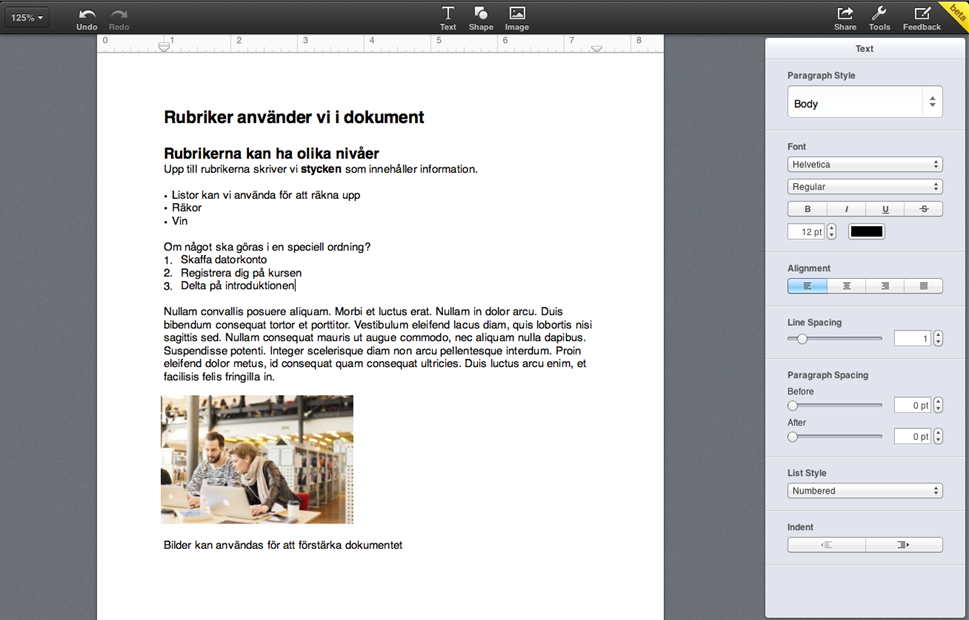 125%
Undo
Redo
Text
Shape
Image
Share
Tools
Feedback
beta
0 1 2 3 4 5 6 7 8
Rubriker använder vi i dokument
Rubrikerna kan ha olika nivåer
Upp till rubrikerna skriver vi stycken som innehåller information.
• Listor kan vi använda för att räkna upp
• Räkor
• Vin
Om något ska göras i en speciell ordning?
1. Skaffa datorkonto
2. Registrera dig på kursen
3. Delta på introduktionen
Nullam convallis posuere aliquam. Morbi et luctus erat. Nullam in dolor arcu. Duis
bibendum consequat tortor et porttitor. Vestibulum eleifend lacus diam, quis lobortis nisi
sagittis sed. Nullam consequat mauris ut augue commodo, nec aliquam nulla dapibus.
Suspendisse potenti. Integer scelerisque diam non arcu pellentesque interdum. Proin
eleifend dolor metus, id consequat quam consequat ultricies. Duis luctus arcu enim, et
facilisis felis fringilla in.
Bilder kan användas för att förstärka dokumentet
Text
Paragraph Style
Body
Font
Helvetica
Regular
B I U S
12 pt
Alignment
Line Spacing
1
Paragraph Spacing
Before
0 pt
After
0 pt
List Style
Numbered
Indent